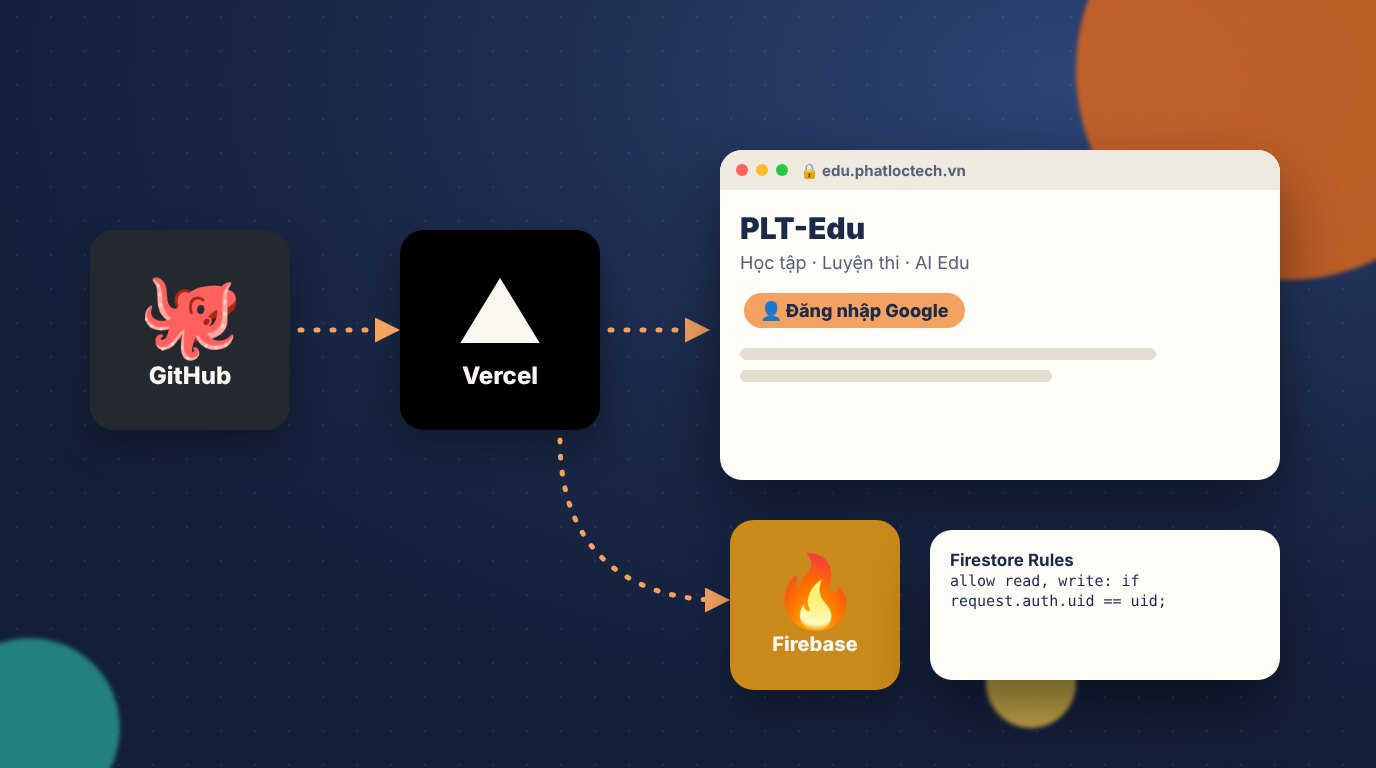 GitHub
Vercel
edu.phatloctech.vn
PLT-Edu
Học tập · Luyện thi · AI Edu
Đăng nhập Google
Firebase
Firestore Rules
allow read, write: if
request.auth.uid == uid;